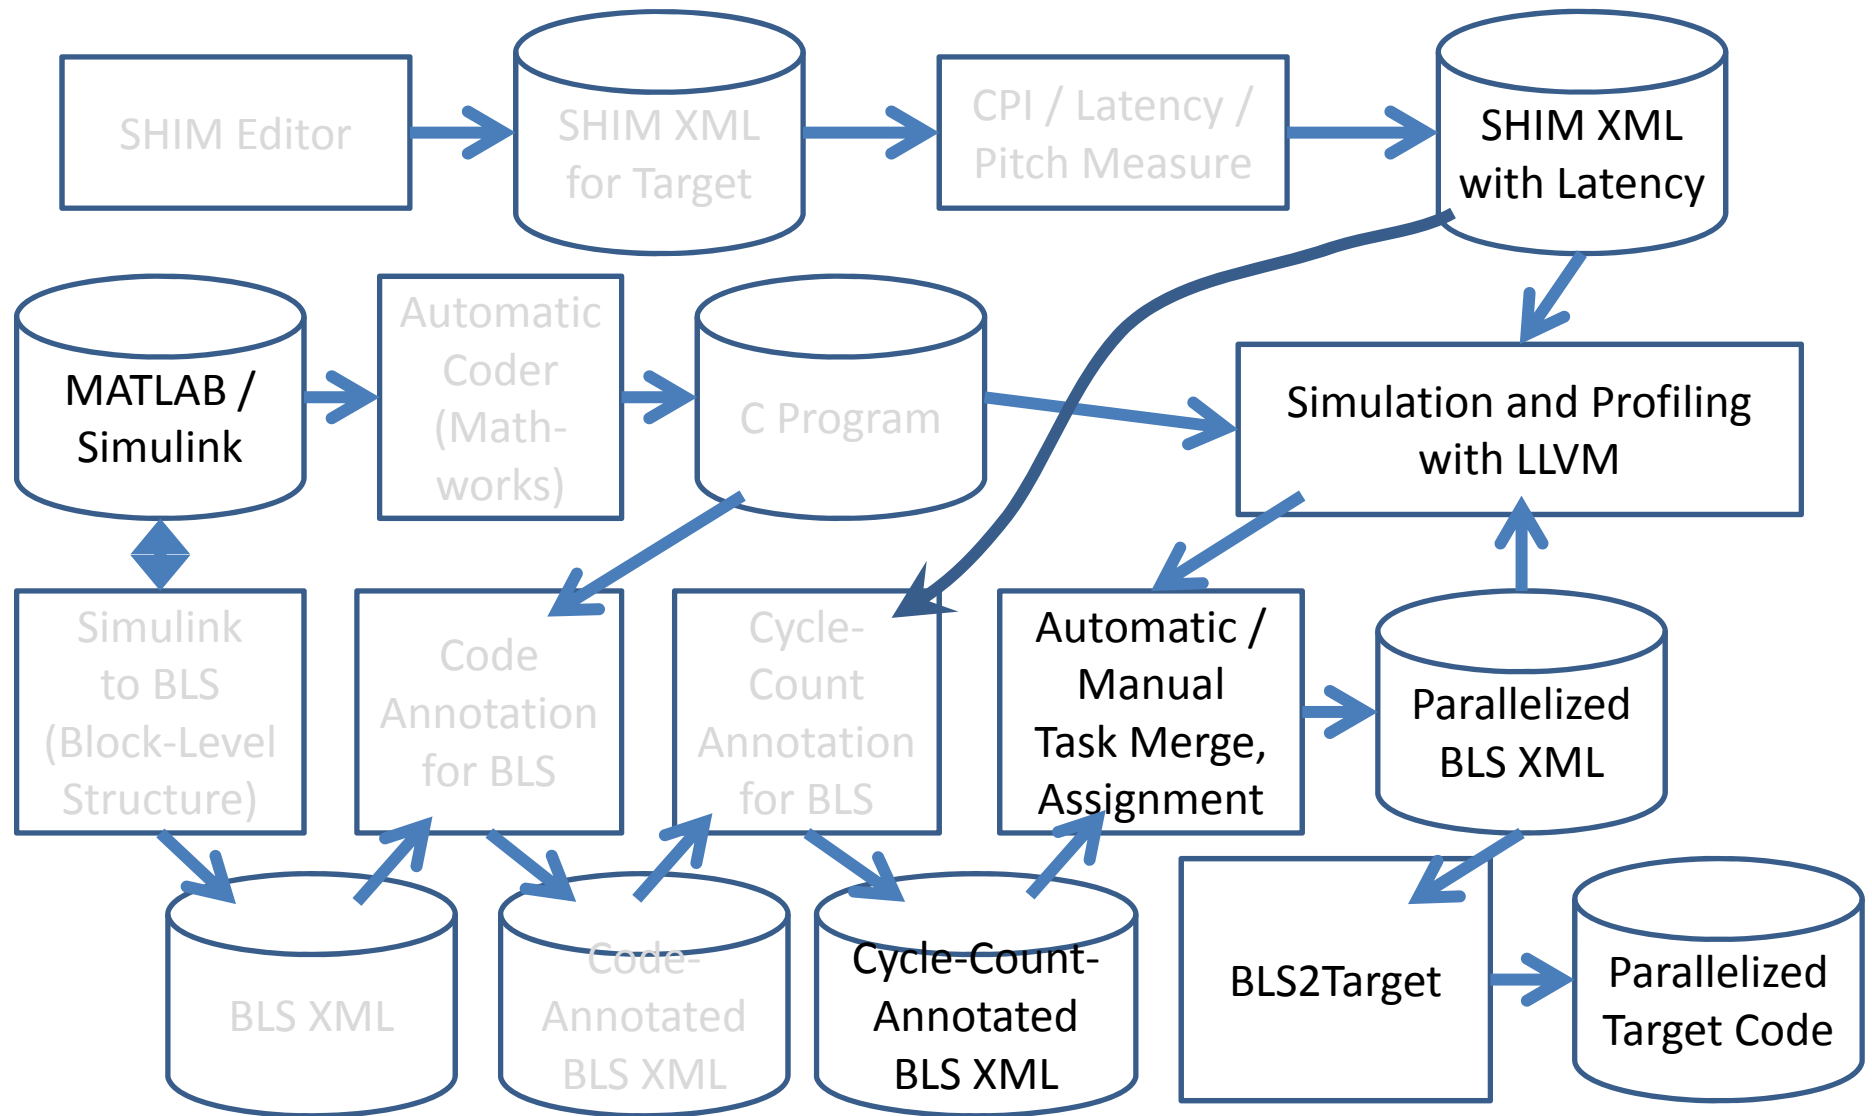 SHIM Editor
SHIM XML
for Target
CPI / Latency /
Pitch Measure
SHIM XML
with Latency
MATLAB /
Simulink
Automatic
Coder
(Math-
works)
C Program
Simulation and Profiling
with LLVM
Simulink
to BLS
(Block-Level
Structure)
Code
Annotation
for BLS
Cycle-
Count
Annotation
for BLS
Automatic /
Manual
Task Merge,
Assignment
Parallelized
BLS XML
BLS XML
Code-
Annotated
BLS XML
Cycle-Count-
Annotated
BLS XML
BLS2Target
Parallelized
Target Code